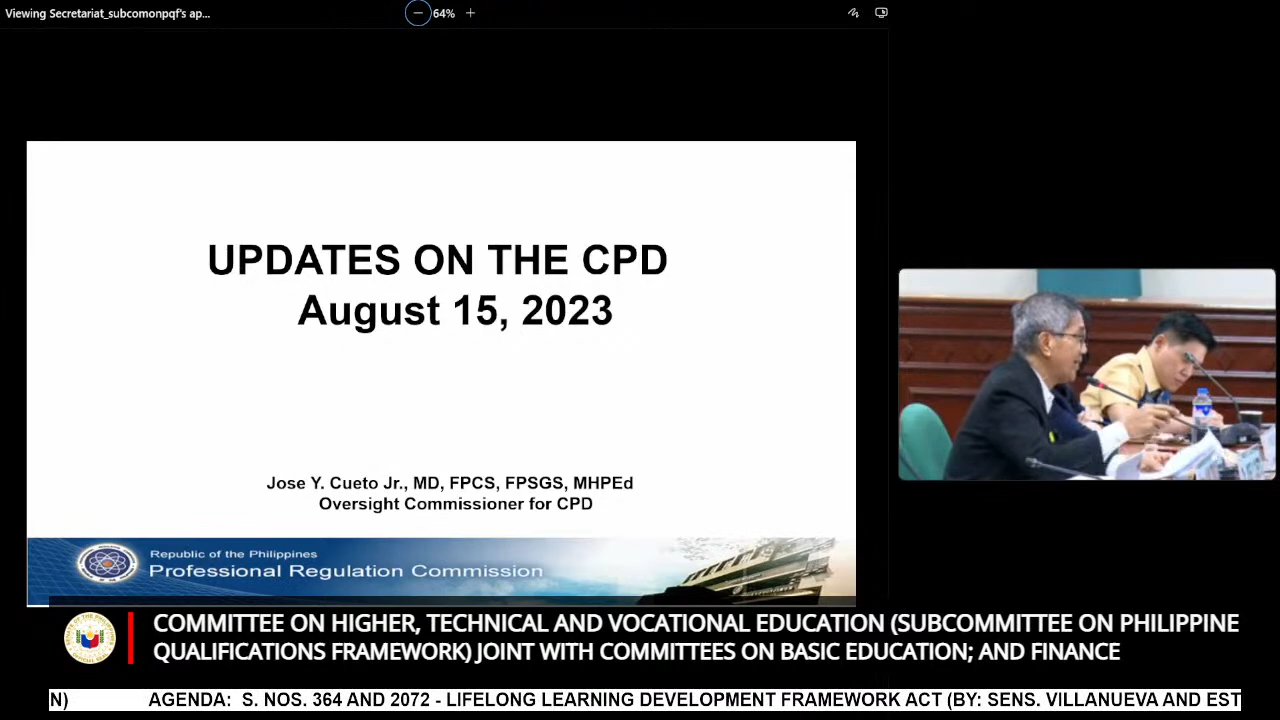 Viewing Secretariat_subcomonpqf's ap...
64%
UPDATES ON THE CPD
August 15, 2023
Jose Y. Cueto Jr., MD, FPCS, FPSGS, MHPEd
Oversight Commissioner for CPD
Republic of the Philippines
Professional Regulation Commission
COMMITTEE ON HIGHER, TECHNICAL AND VOCATIONAL EDUCATION (SUBCOMMITTEE ON PHILIPPINE
QUALIFICATIONS FRAMEWORK) JOINT WITH COMMITTEES ON BASIC EDUCATION; AND FINANCE
N) AGENDA: S. NOS. 364 AND 2072 - LIFELONG LEARNING DEVELOPMENT FRAMEWORK ACT (BY: SENS. VILLANUEVA AND EST